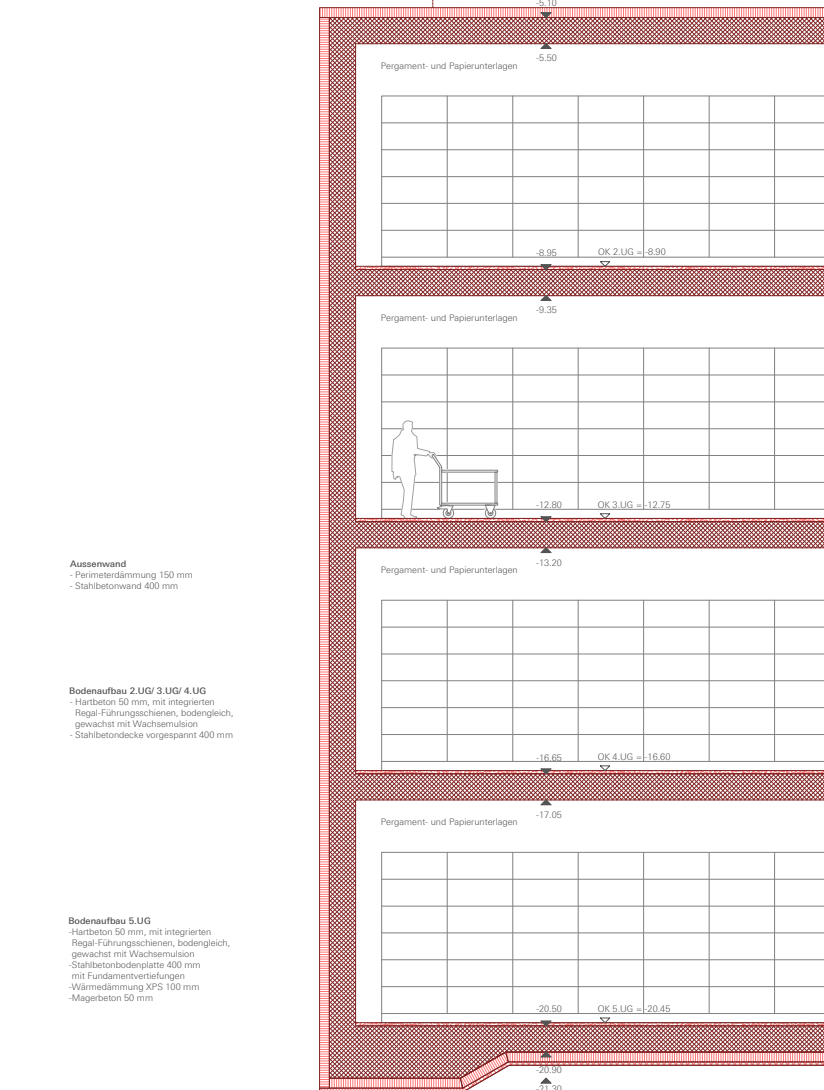 -5.10
-5.50
Pergament- und Papierunterlagen
-8.95 OK 2.UG = -8.90
-9.35
Pergament- und Papierunterlagen
-12.80 OK 3.UG = -12.75
-13.20
Pergament- und Papierunterlagen
Aussenwand
- Perimeterdämmung 150 mm
- Stahlbetonwand 400 mm
Bodenaufbau 2.UG/ 3.UG/ 4.UG
- Hartbeton 50 mm, mit integrierten
Regal-Führungsschienen, bodengleich,
gewachst mit Wachsemulsion
- Stahlbetondecke vorgespannt 400 mm
-16.65 OK 4.UG = -16.60
-17.05
Pergament- und Papierunterlagen
Bodenaufbau 5.UG
-Hartbeton 50 mm, mit integrierten
Regal-Führungsschienen, bodengleich,
gewachst mit Wachsemulsion
-Stahlbetonbodenplatte 400 mm
mit Fundamentvertiefungen
-Wärmedämmung XPS 100 mm
-Magerbeton 50 mm
-20.50 OK 5.UG = -20.45
-20.90
-21.30